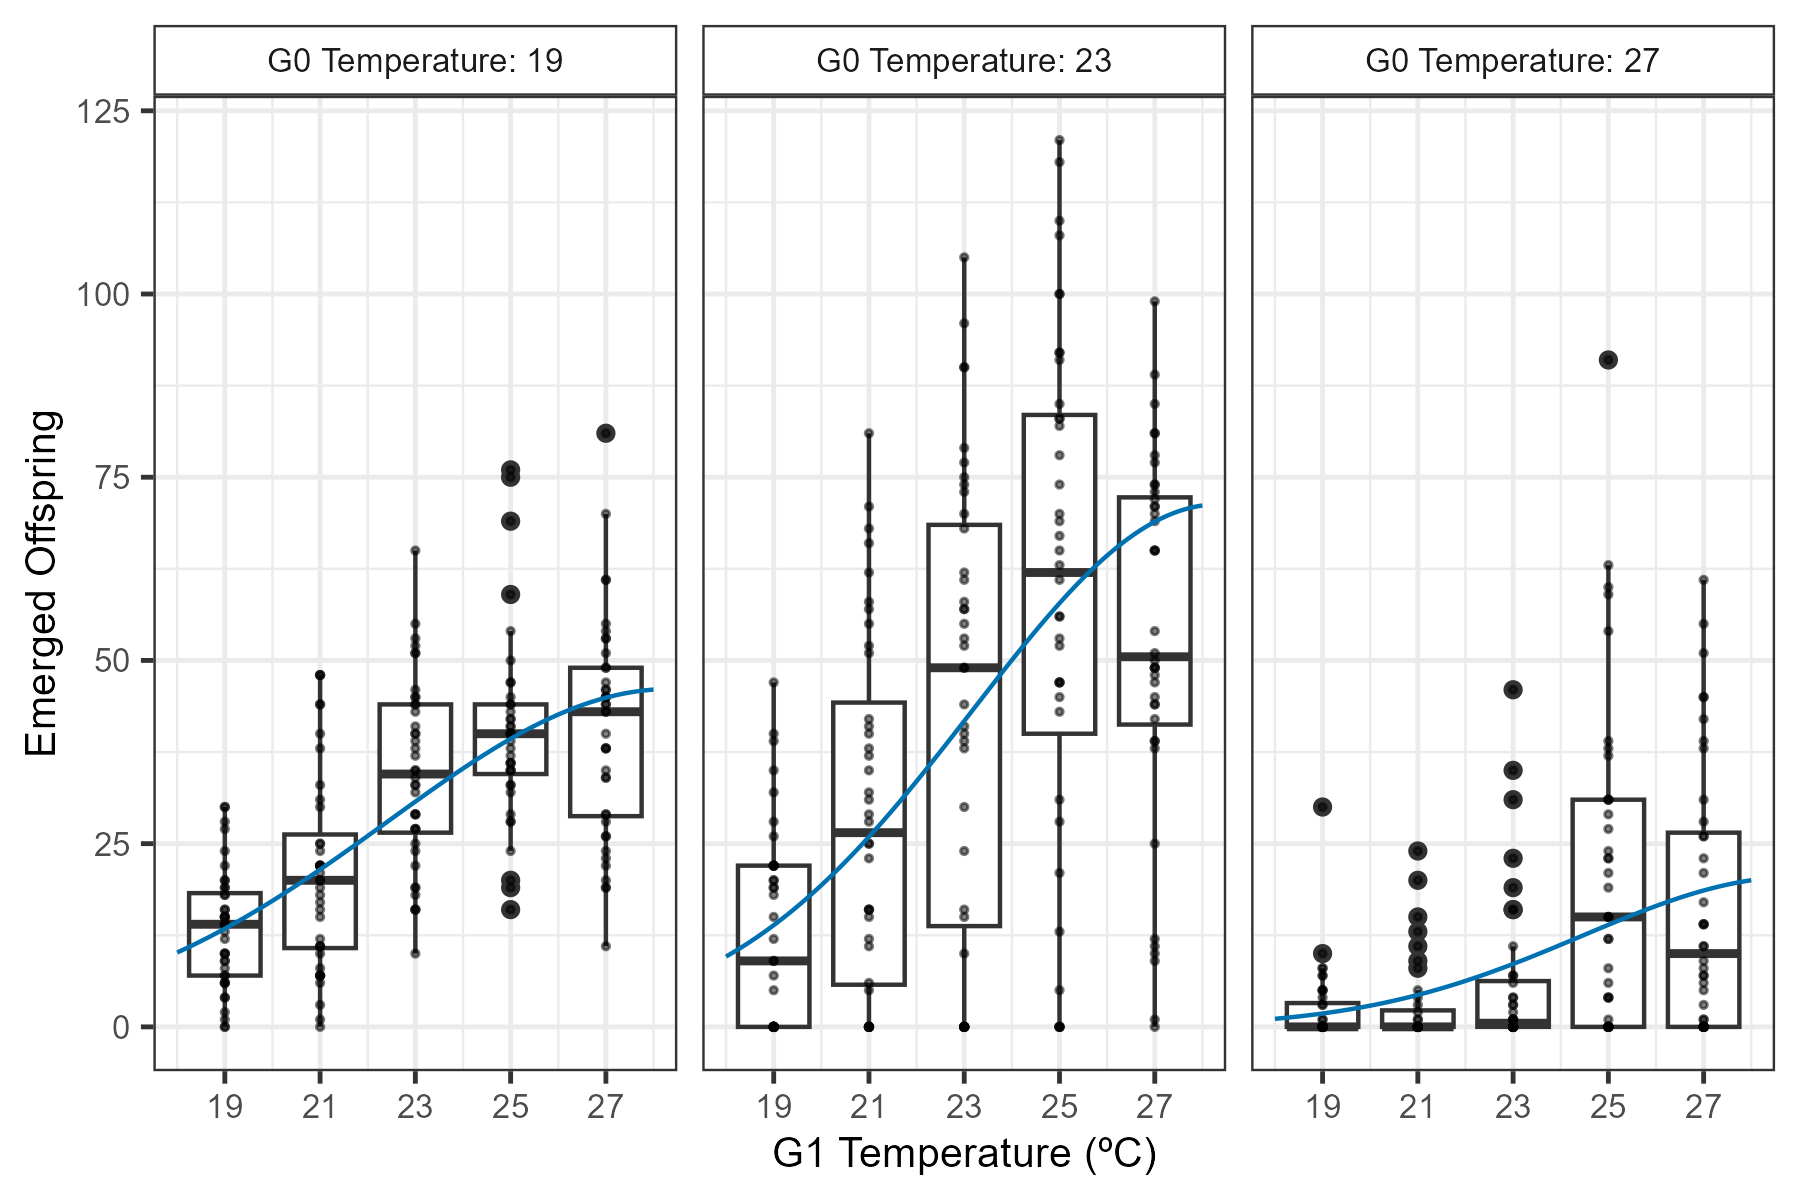 G0 Temperature: 19
G0 Temperature: 23
G0 Temperature: 27
125
100
75
50
25
0
Emerged Offspring
19 21 23 25 27
19 21 23 25 27
19 21 23 25 27
G1 Temperature (ºC)